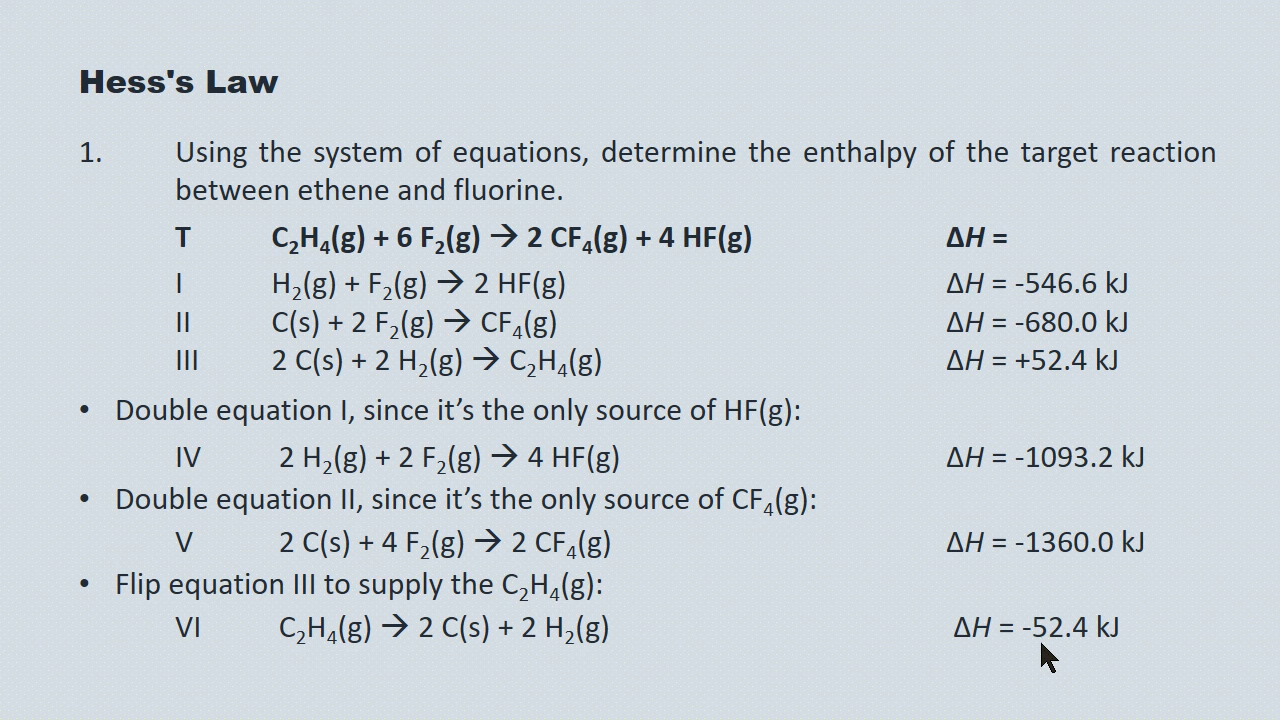 Hess's Law
1. Using the system of equations, determine the enthalpy of the target reaction
between ethene and fluorine.
T C₂H₄(g) + 6 F₂(g) → 2 CF₄(g) + 4 HF(g) ΔH =
I H₂(g) + F₂(g) → 2 HF(g) ΔH = -546.6 kJ
II C(s) + 2 F₂(g) → CF₄(g) ΔH = -680.0 kJ
III 2 C(s) + 2 H₂(g) → C₂H₄(g) ΔH = +52.4 kJ
• Double equation I, since it’s the only source of HF(g):
IV 2 H₂(g) + 2 F₂(g) → 4 HF(g) ΔH = -1093.2 kJ
• Double equation II, since it’s the only source of CF₄(g):
V 2 C(s) + 4 F₂(g) → 2 CF₄(g) ΔH = -1360.0 kJ
• Flip equation III to supply the C₂H₄(g):
VI C₂H₄(g) → 2 C(s) + 2 H₂(g) ΔH = -52.4 kJ